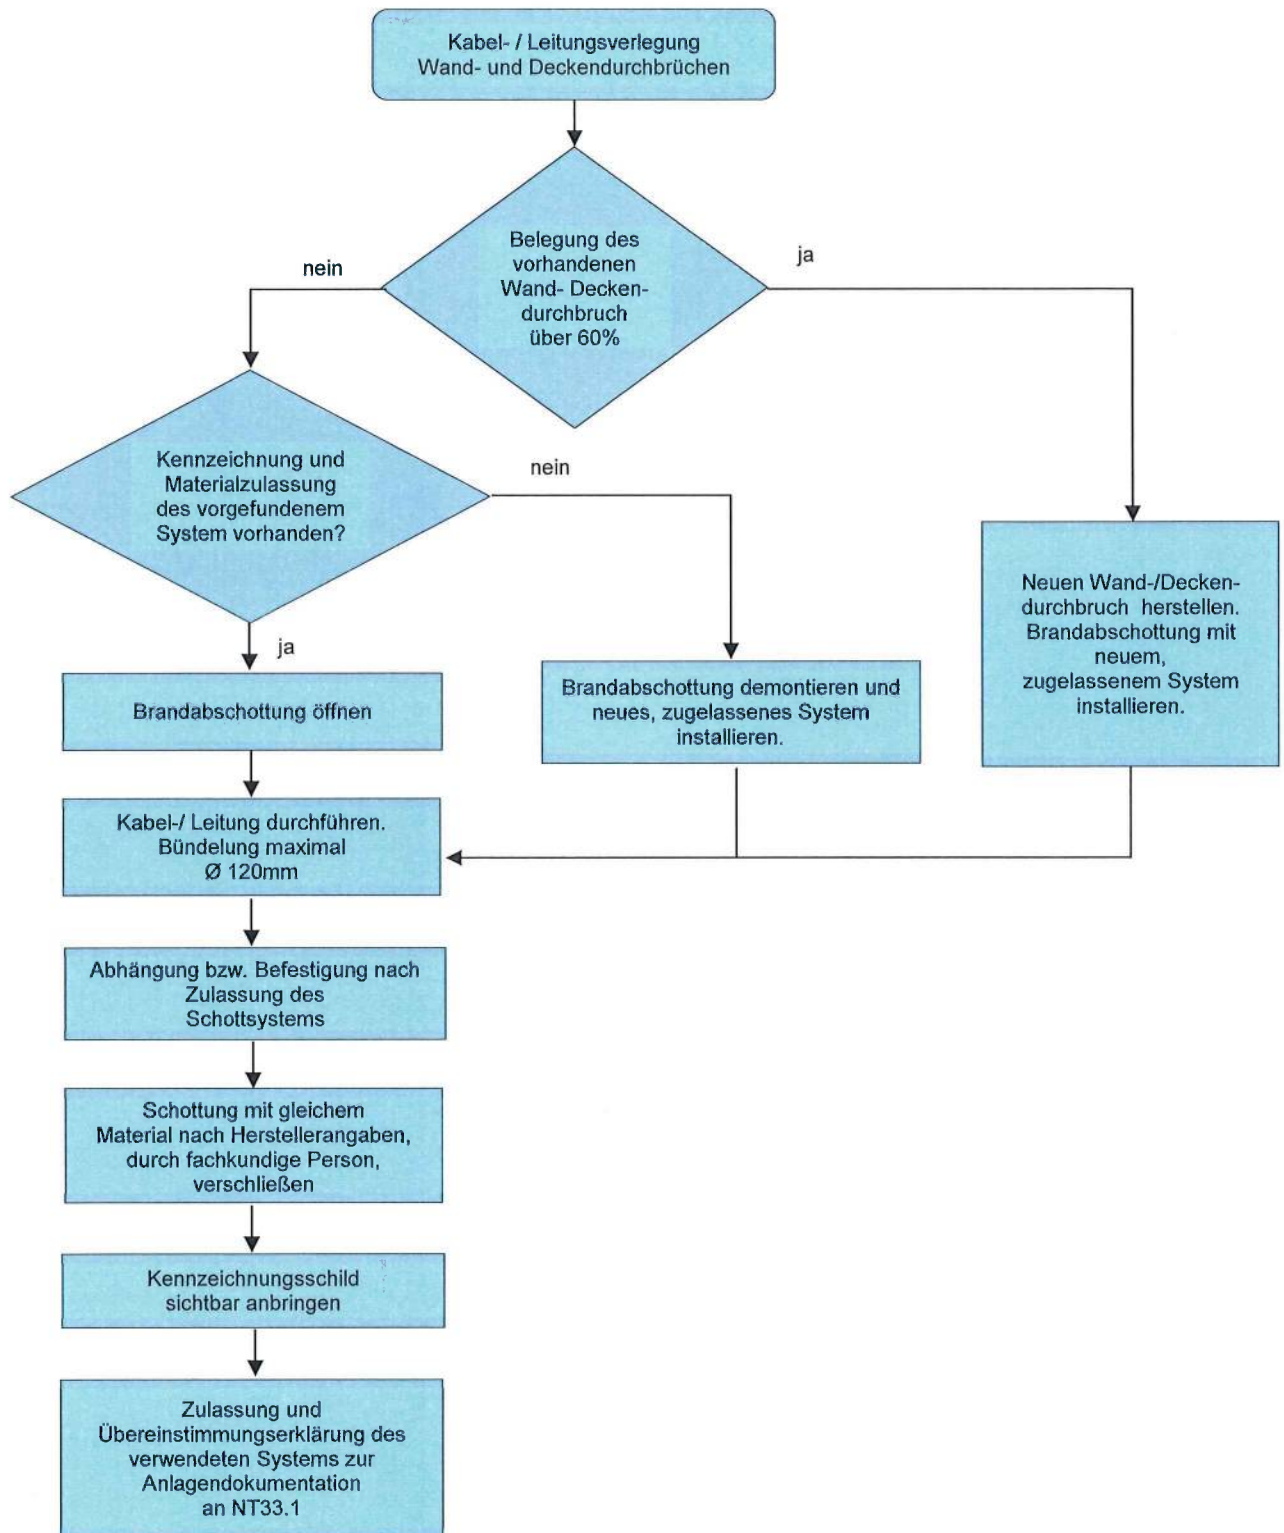 Kabel- / Leitungsverlegung
Wand- und Deckendurchbrüchen
Belegung des
vorhandenen
Wand- Decken-
durchbruch
über 60%
nein
ja
Kennzeichnung und
Materialzulassung
des vorgefundenem
System vorhanden?
nein
ja
Neuen Wand-/Decken-
durchbruch herstellen.
Brandabschottung mit
neuem,
zugelassenem System
installieren.
Brandabschottung demontieren und
neues, zugelassenes System
installieren.
Brandabschottung öffnen
Kabel-/ Leitung durchführen.
Bündelung maximal
Ø 120mm
Abhängung bzw. Befestigung nach
Zulassung des
Schottsystems
Schottung mit gleichem
Material nach Herstellerangaben,
durch fachkundige Person,
verschließen
Kennzeichnungsschild
sichtbar anbringen
Zulassung und
Übereinstimmungserklärung des
verwendeten Systems zur
Anlagendokumentation
an NT33.1